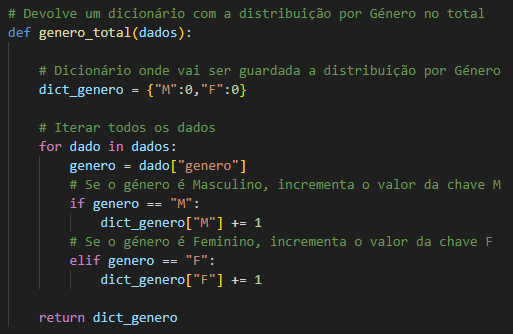 # Devolve um dicionário com a distribuição por Género no total
def genero_total(dados):
# Dicionário onde vai ser guardada a distribuição por Género
dict_genero = {"M":0,"F":0}
# Iterar todos os dados
for dado in dados:
genero = dado["genero"]
# Se o género é Masculino, incrementa o valor da chave M
if genero == "M":
dict_genero["M"] += 1
# Se o género é Feminino, incrementa o valor da chave F
elif genero == "F":
dict_genero["F"] += 1
return dict_genero